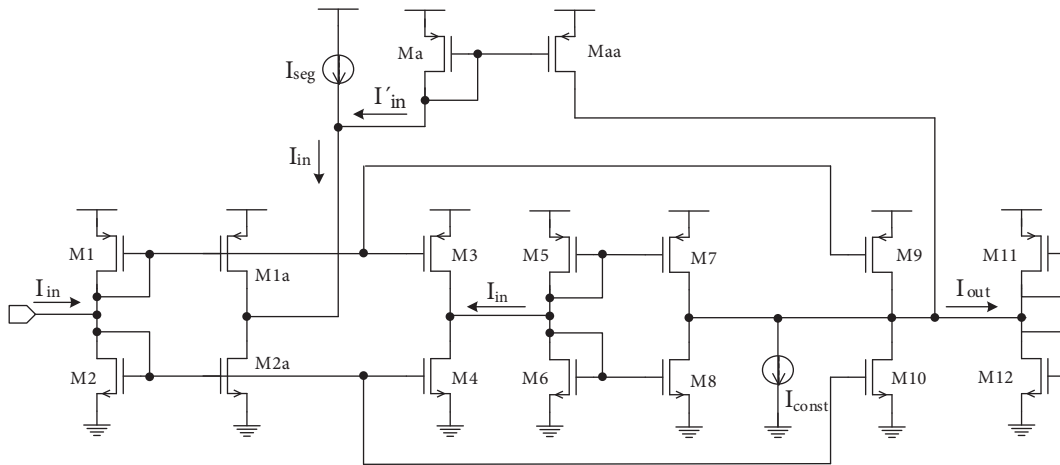 Ma
Maa
Iseg
I´in
Iin
M1
M1a
M3
M5
M7
M9
M11
Iin
Iin
Iout
M2
M2a
M4
M6
M8
Iconst
M10
M12